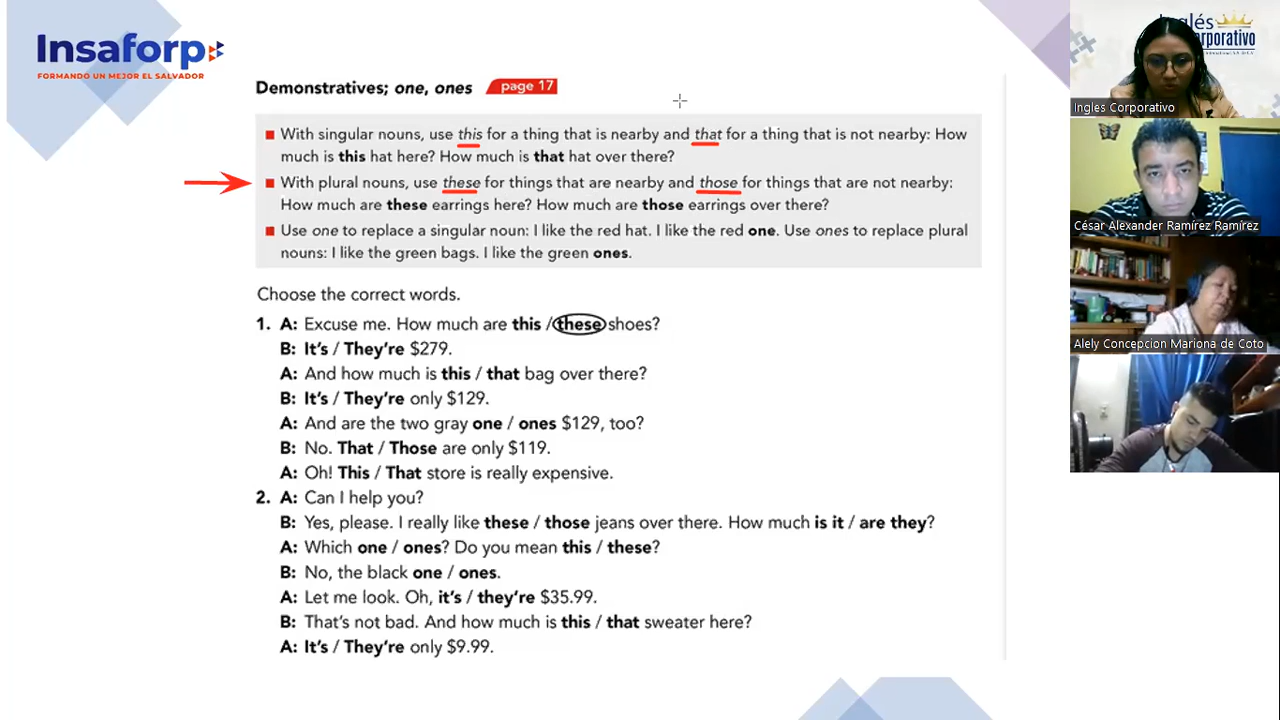 Insaforp
FORMANDO UN MEJOR EL SALVADOR
Demonstratives; one, ones page 17
With singular nouns, use this for a thing that is nearby and that for a thing that is not nearby: How
much is this hat here? How much is that hat over there?
With plural nouns, use these for things that are nearby and those for things that are not nearby:
How much are these earrings here? How much are those earrings over there?
Use one to replace a singular noun: I like the red hat. I like the red one. Use ones to replace plural
nouns: I like the green bags. I like the green ones.
Choose the correct words.
1. A: Excuse me. How much are this / these shoes?
B: It's / They're $279.
A: And how much is this / that bag over there?
B: It's / They're only $129.
A: And are the two gray one / ones $129, too?
B: No. That / Those are only $119.
A: Oh! This / That store is really expensive.
2. A: Can I help you?
B: Yes, please. I really like these / those jeans over there. How much is it / are they?
A: Which one / ones? Do you mean this / these?
B: No, the black one / ones.
A: Let me look. Oh, it's / they're $35.99.
B: That's not bad. And how much is this / that sweater here?
A: It's / They're only $9.99.
Inglés
Corporativo
Ingles Corporativo
César Alexander Ramírez Ramírez
Alely Concepcion Mariona de Coto